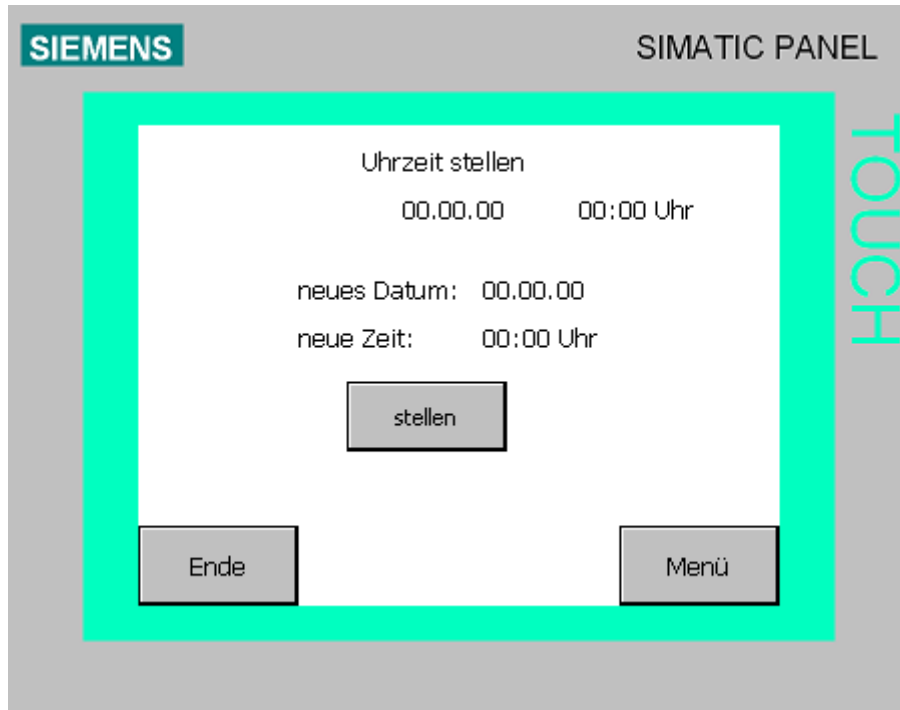 SIEMENS
SIMATIC PANEL
TOUCH
Uhrzeit stellen
00.00.00 00:00 Uhr
neues Datum: 00.00.00
neue Zeit: 00:00 Uhr
stellen
Ende
Menü